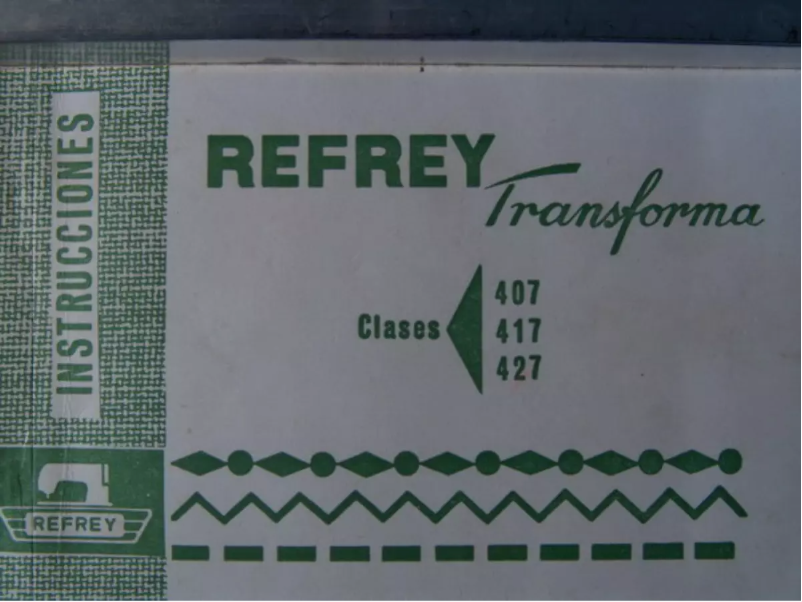 INSTRUCCIONES
REFREY
Transforma
Clases
407
417
427
REFREY